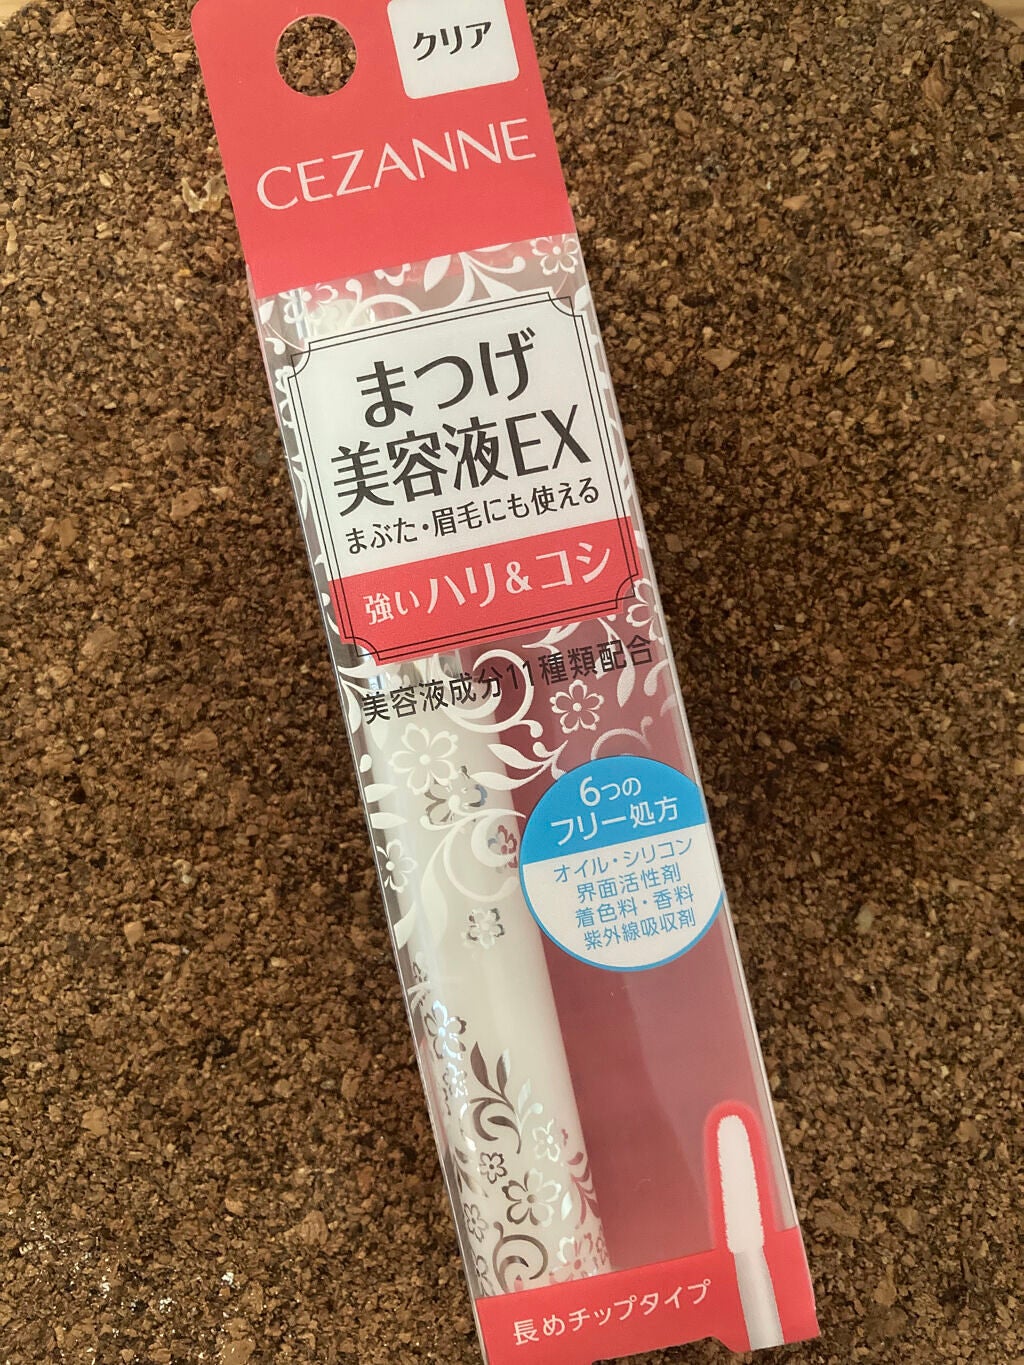 クリア
CEZANNE
まつげ
美容液EX
まぶた・眉毛にも使える
強いハリ&コシ
美容液成分11種類配合
6つの
フリー処方
オイル・シリコン
界面活性剤
着色料・香料
紫外線吸収剤
長めチップタイプ